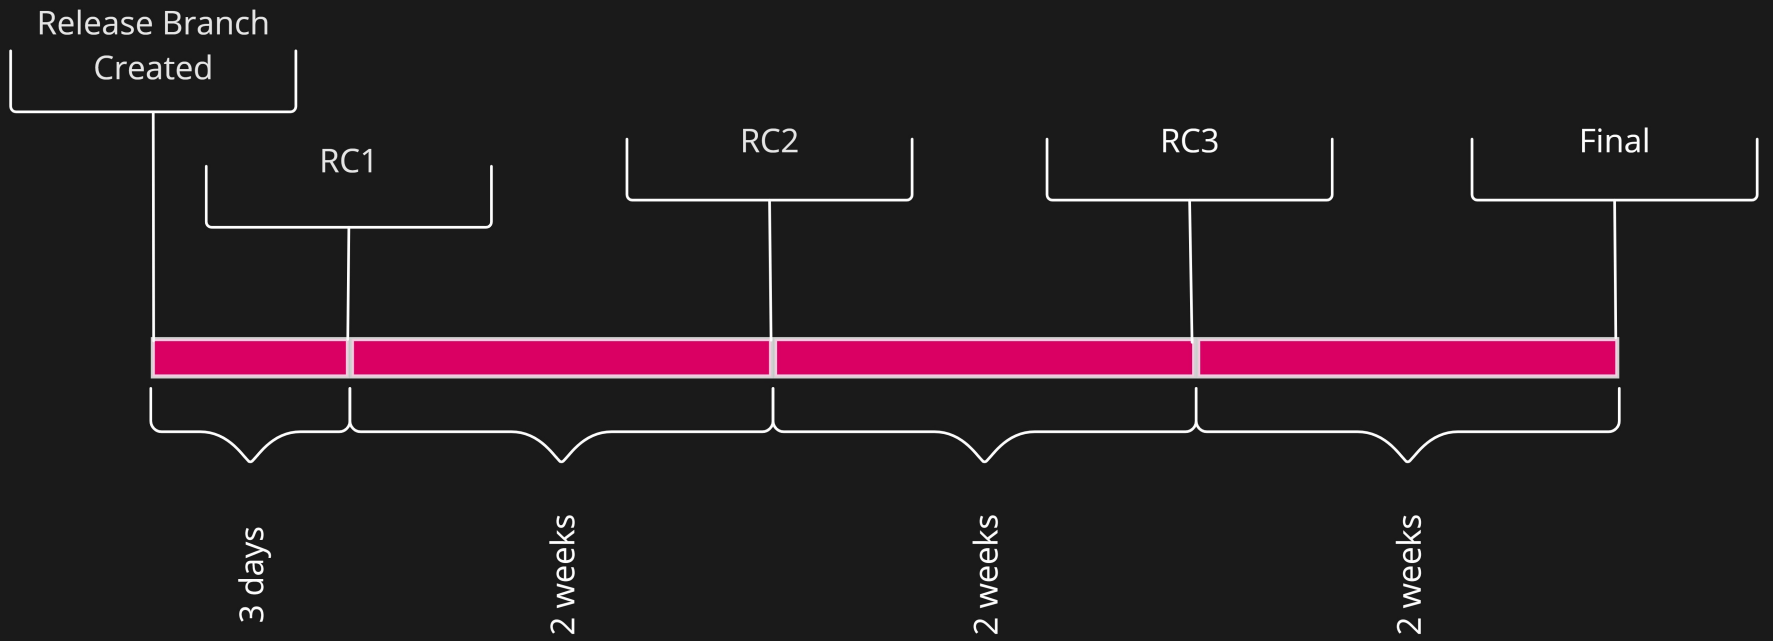 Release Branch
Created
RC1
RC2
RC3
Final
3 days
2 weeks
2 weeks
2 weeks